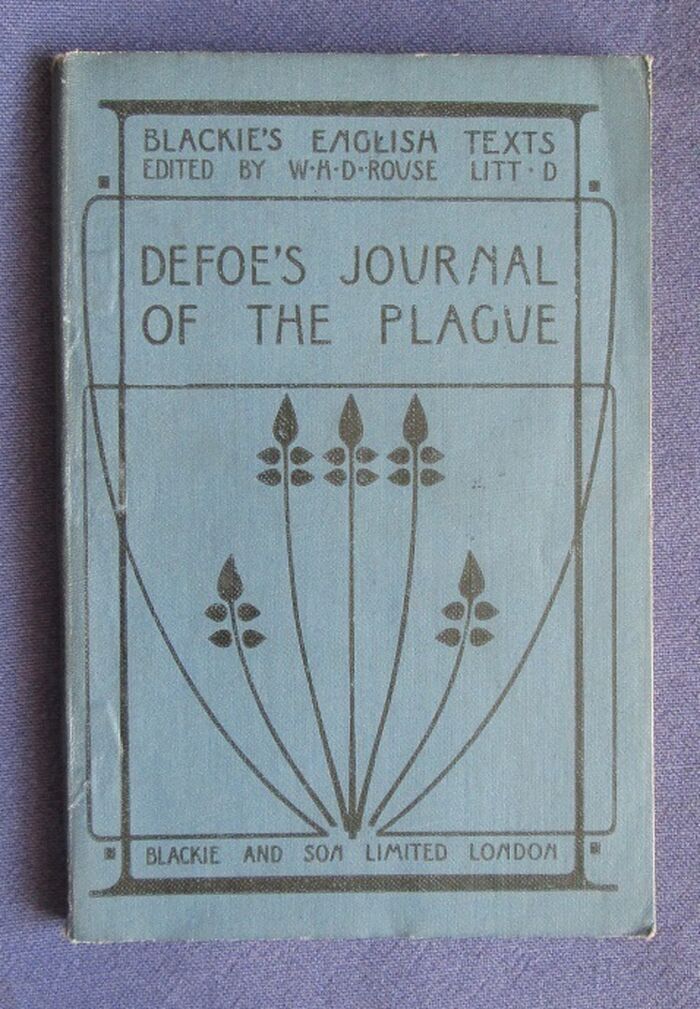 BLACKIE'S ENGLISH TEXTS
EDITED BY W·H·D·ROUSE LITT·D
DEFOE'S JOURNAL
OF THE PLAGUE
BLACKIE AND SON LIMITED LONDON